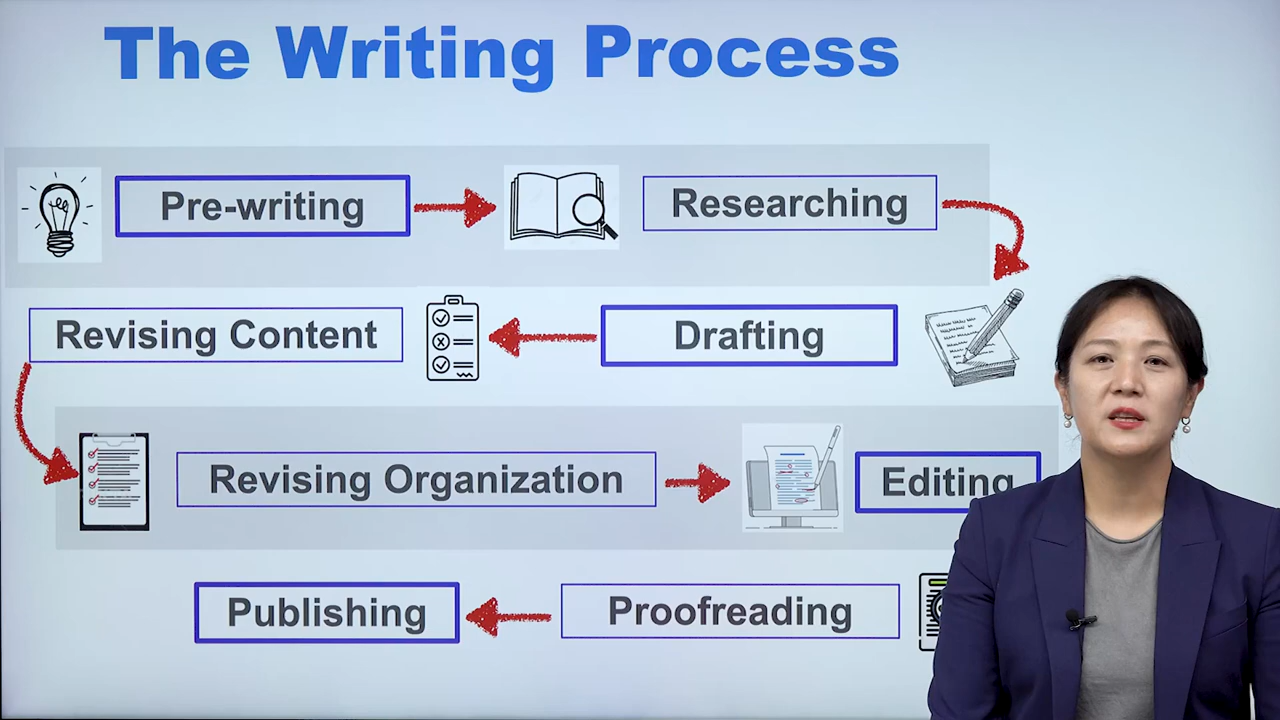 The Writing Process
Pre-writing
Researching
Drafting
Revising Content
Revising Organization
Editing
Proofreading
Publishing